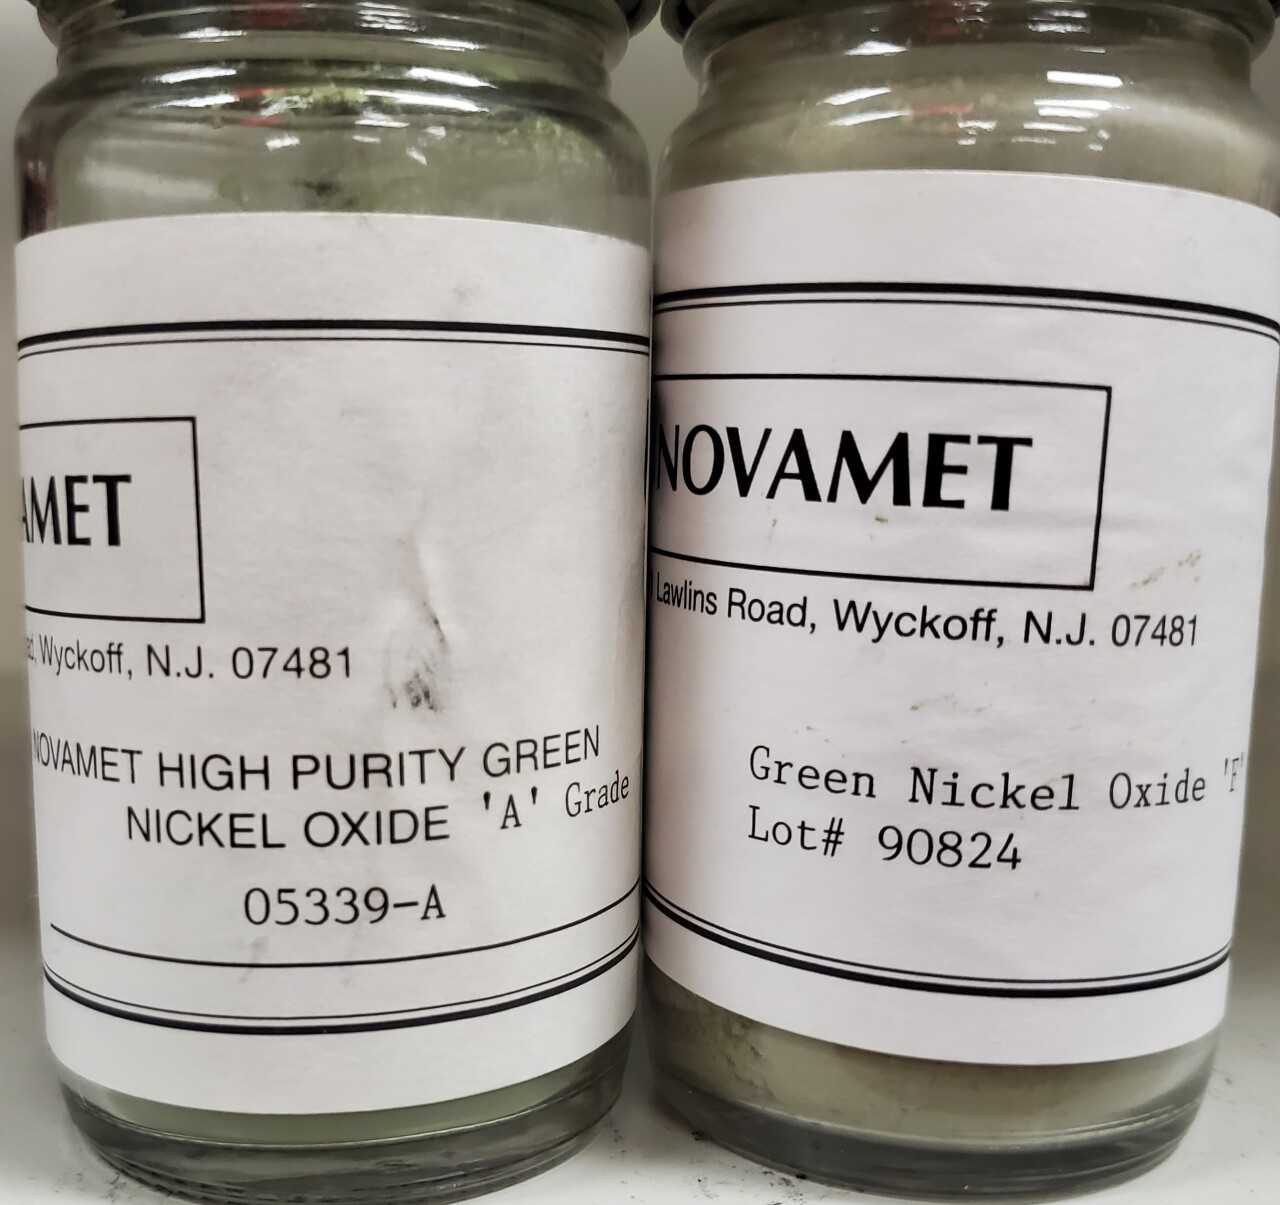 AMET
Wyckoff, N.J. 07481
NOVAMET HIGH PURITY GREEN
NICKEL OXIDE 'A' Grade
05339-A
NOVAMET
Lawlins Road, Wyckoff, N.J. 07481
Green Nickel Oxide 'F'
Lot# 90824